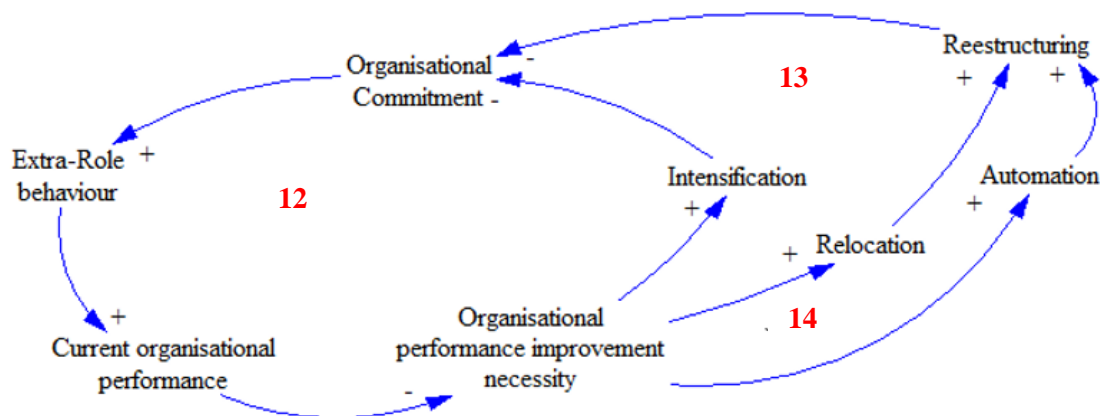 Reestructuring
-
+
+
13
Organisational
Commitment -
Extra-Role +
behaviour
12
Intensification
+
Automation
+
Relocation
+
14
+
Current organisational
performance
-
Organisational
performance improvement
necessity